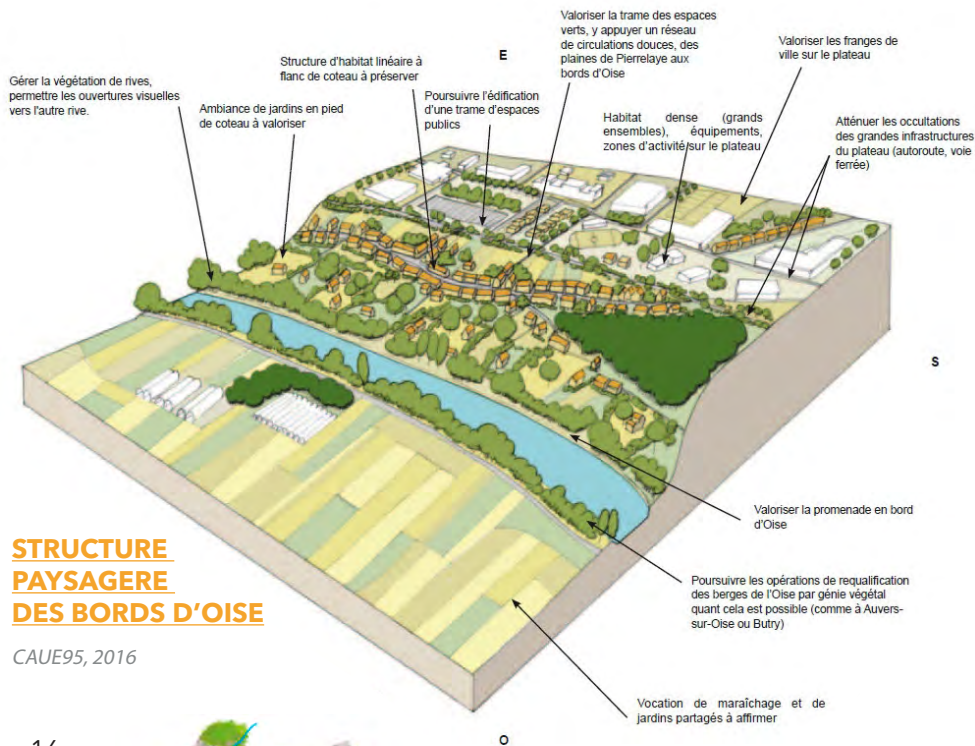 Valoriser la trame des espaces
verts, y appuyer un réseau
de circulations douces, des
plaines de Pierrelaye aux
bords d'Oise
E
Valoriser les franges de
ville sur le plateau
Structure d'habitat linéaire à
flanc de coteau à préserver
Gérer la végétation de rives,
permettre les ouvertures visuelles
vers l'autre rive.
Ambiance de jardins en pied
de coteau à valoriser
Poursuivre l'édification
d'une trame d'espaces
publics
Habitat dense (grands
ensembles), équipements,
zones d'activité sur le plateau
Atténuer les occultations
des grandes infrastructures
du plateau (autoroute, voie
ferrée)
S
Valoriser la promenade en bord
d'Oise
STRUCTURE
PAYSAGERE
DES BORDS D'OISE
CAUE95, 2016
Poursuivre les opérations de requalification
des berges de l'Oise par génie végétal
quant cela est possible (comme à Auvers-
sur-Oise ou Butry)
Vocation de maraîchage et de
jardins partagés à affirmer
O